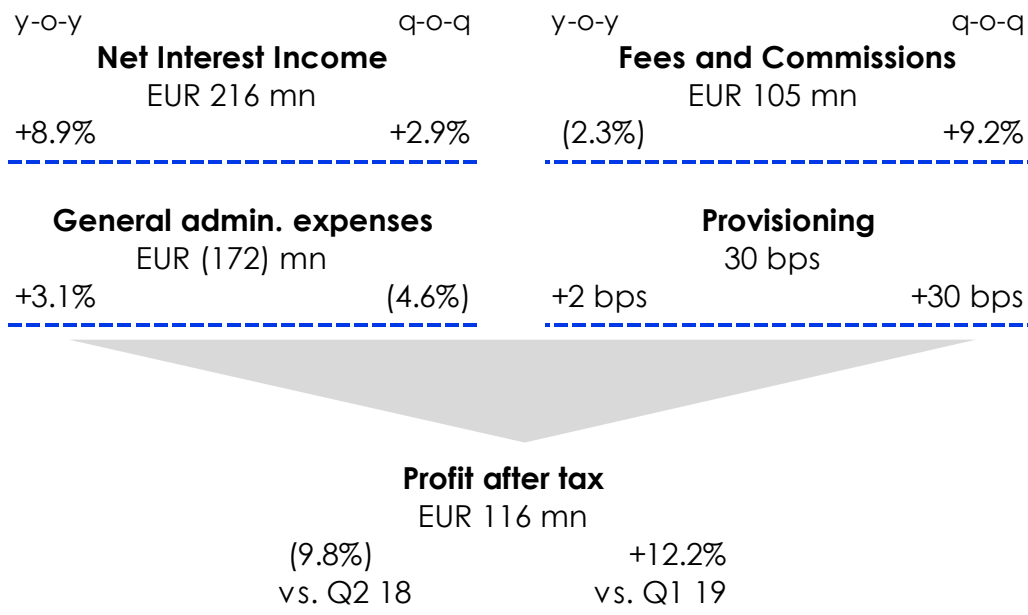 y-o-y q-o-q
Net Interest Income
EUR 216 mn
+8.9% +2.9%
y-o-y q-o-q
Fees and Commissions
EUR 105 mn
(2.3%) +9.2%
General admin. expenses
EUR (172) mn
+3.1% (4.6%)
Provisioning
30 bps
+2 bps +30 bps
Profit after tax
EUR 116 mn
(9.8%) +12.2%
vs. Q2 18 vs. Q1 19